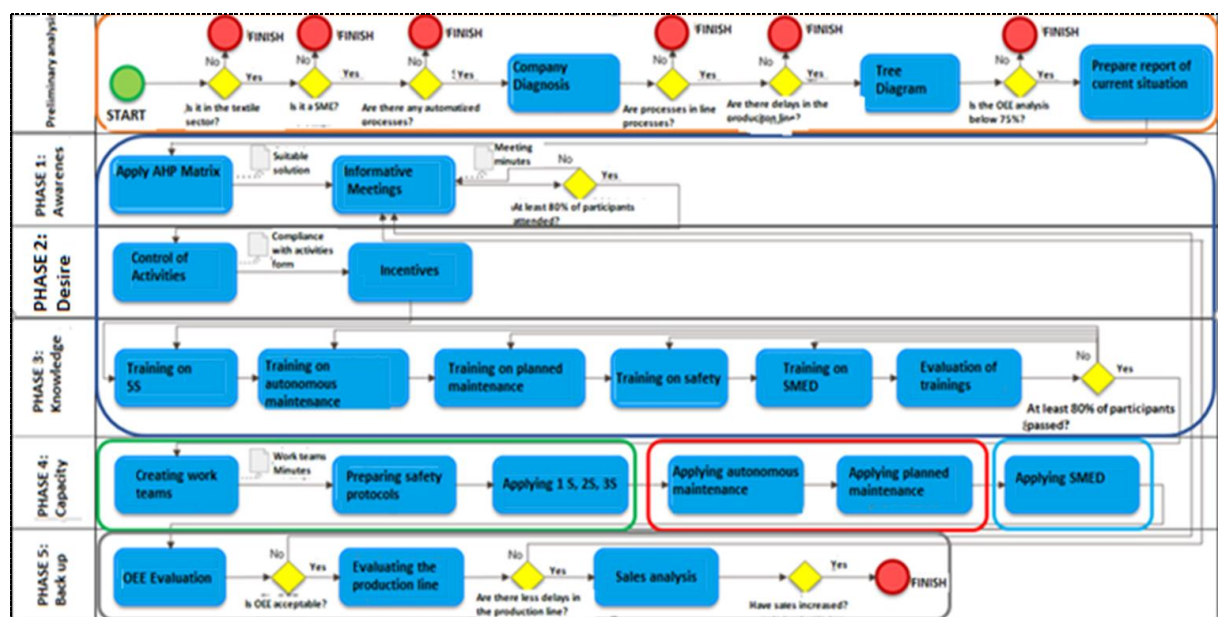 Preliminary analysis
FINISH
FINISH
FINISH
FINISH
FINISH
FINISH
No
No
No
No
No
No
Yes
Yes
Yes
Yes
Yes
Yes
START
Is it in the textile
sector?
Is it a SME?
Are there any automatized
processes?
Company
Diagnosis
Are processes in line
processes?
Are there delays in the
production line?
Tree
Diagram
Is the OEE analysis
below 75%?
Prepare report of
current situation
PHASE 1:
Awarenes
Apply AHP Matrix
Suitable
solution
Informative
Meetings
Meeting
minutes
No
Yes
At least 80% of participants
attended?
PHASE 2:
Desire
Control of
Activities
Compliance
with activities
form
Incentives
PHASE 3:
Knowledge
Training on
5S
Training on
autonomous
maintenance
Training on planned
maintenance
Training on safety
Training on
SMED
Evaluation of
trainings
No
Yes
At least 80% of participants
passed?
PHASE 4:
Capacity
Creating work
teams
Work teams
Minutes
Preparing safety
protocols
Applying 1 S, 2S, 3S
Applying autonomous
maintenance
Applying planned
maintenance
Applying SMED
PHASE 5:
Back up
OEE Evaluation
No
Yes
Is OEE acceptable?
Evaluating the
production line
No
Yes
Are there less delays in
the production line?
Sales analysis
Yes
Have sales increased?
FINISH